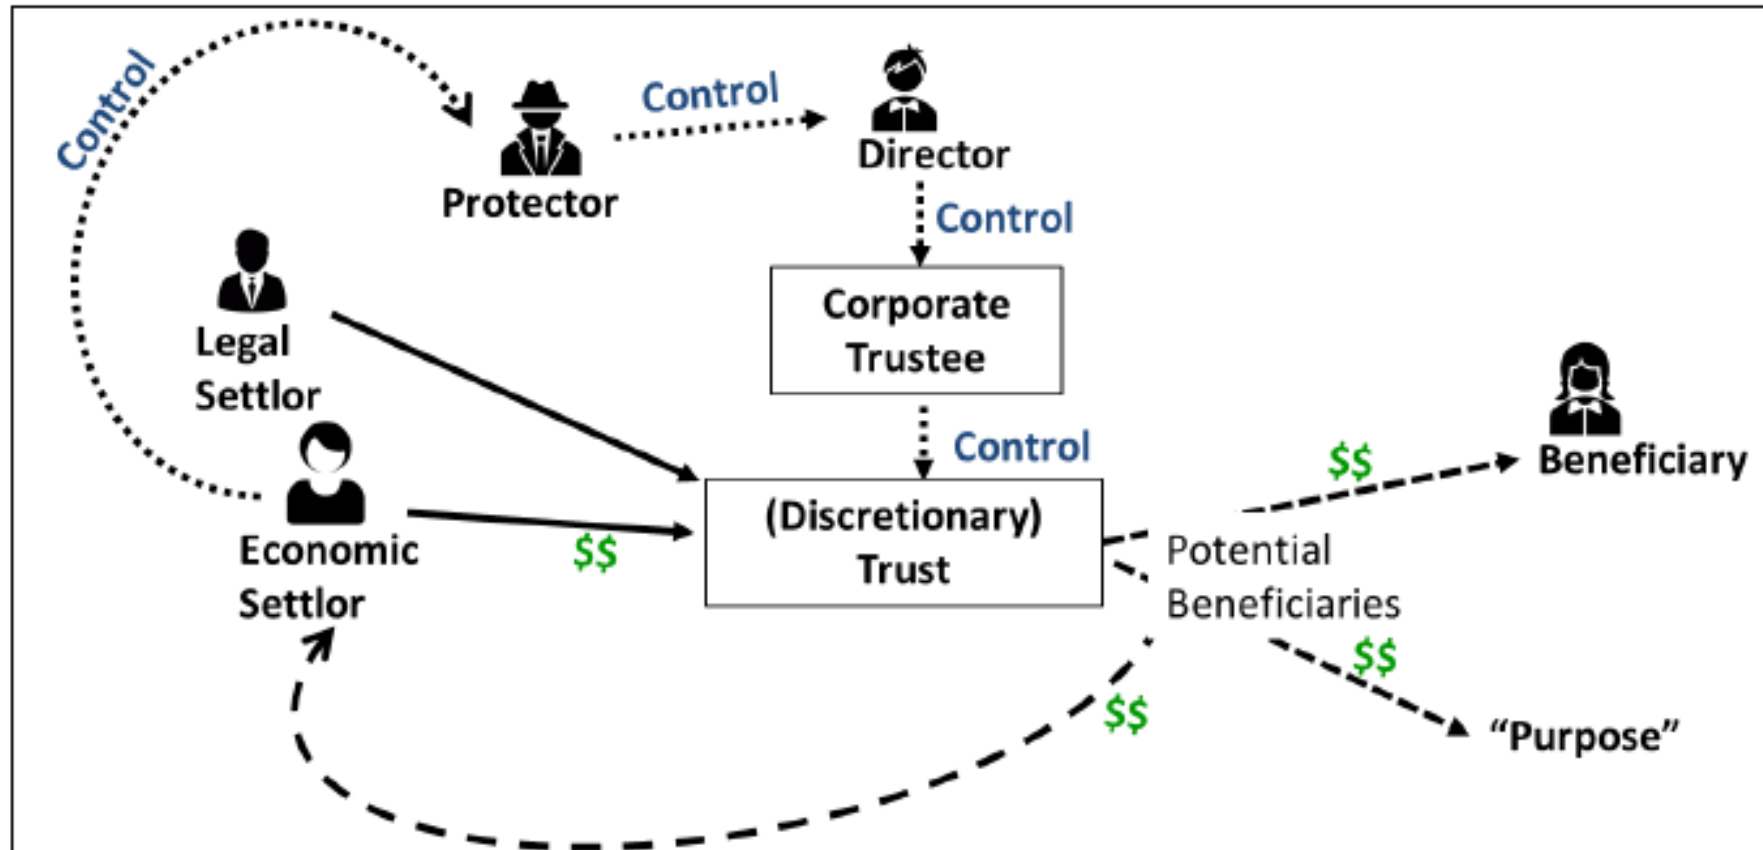 Control
Control
Director
Protector
Control
Legal
Settlor
Corporate
Trustee
Control
$$
Beneficiary
(Discretionary)
Trust
Economic
Settlor
$$
Potential
Beneficiaries
$$
$$
“Purpose”